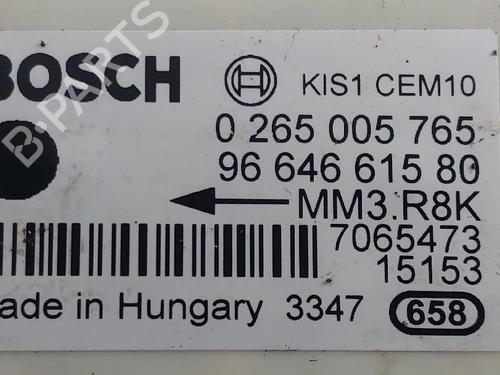 BOSCH KIS1 CEM10
0 265 005 765
96 646 615 80
MM3.R8K
7065473
15153
ade in Hungary 3347 658
B-PARTS